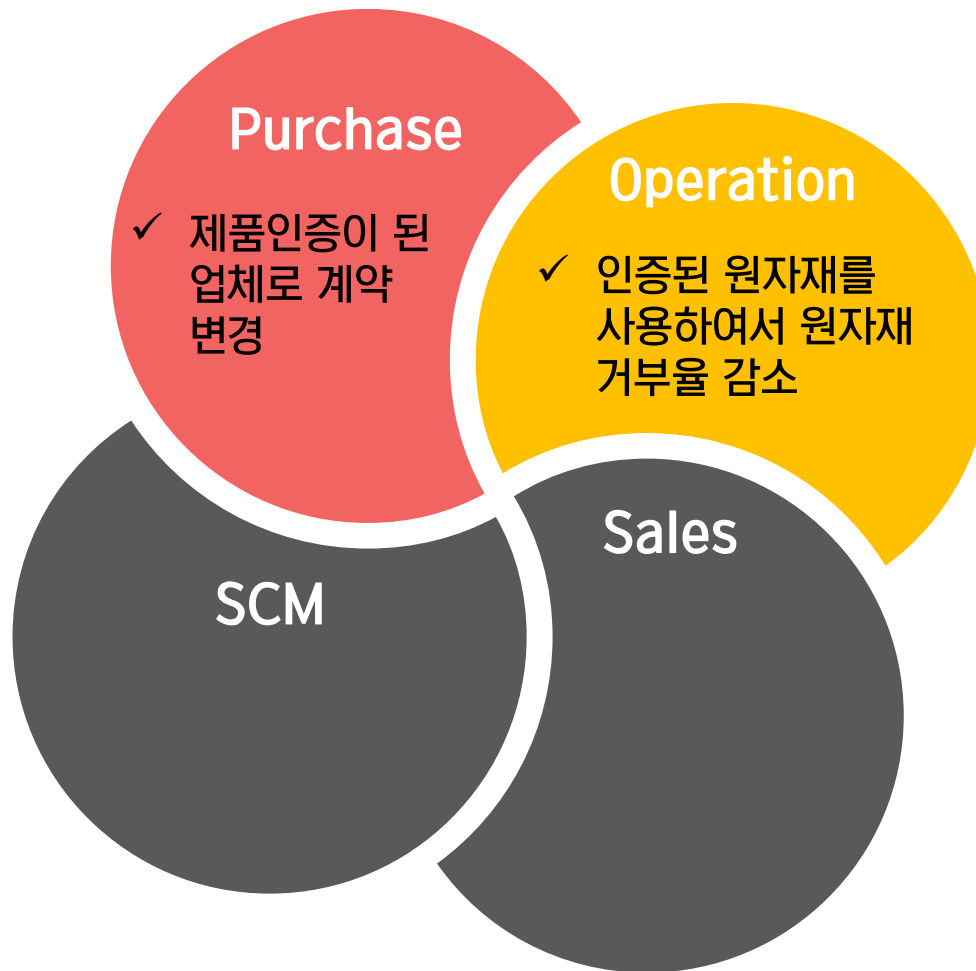 Purchase
✓ 제품인증이 된
업체로 계약
변경
Operation
✓ 인증된 원자재를
사용하여서 원자재
거부율 감소
SCM
Sales